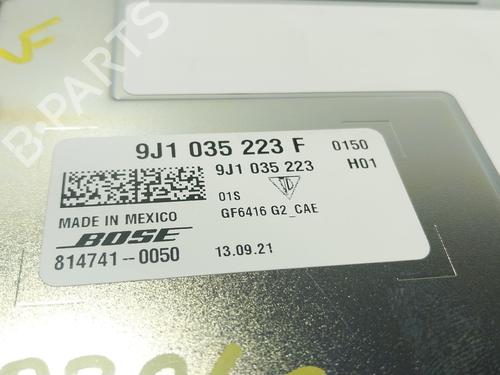 VF
B-PARTS
9J1 035 223 F 0150
9J1 035 223 H01
01S
GF6416 G2_CAE
MADE IN MEXICO
BOSE
814741--0050 13.09.21